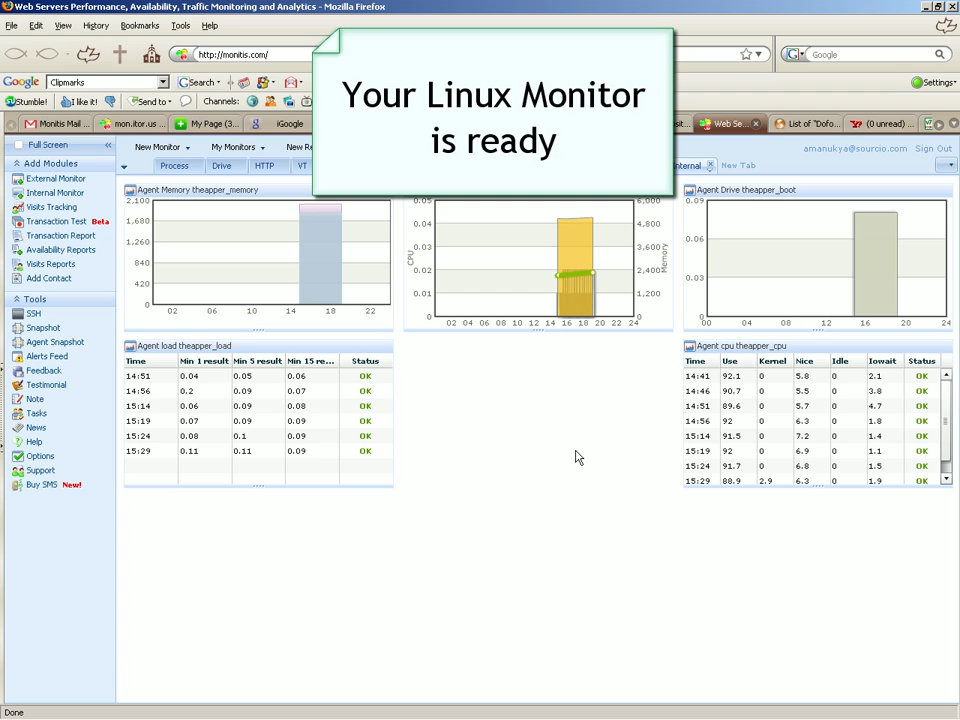 Web Servers Performance, Availability, Traffic Monitoring and Analytics - Mozilla Firefox
File Edit View History Bookmarks Tools Help
http://monitis.com/
Google
Google Clipmarks Search Settings
Stumble! I like it! Send to Channels:
Monitis Mail ... mon.itor.us ... My Page (3... iGoogle Web Se... List of "Dofo... (0 unread) ...
Your Linux Monitor
is ready
Full Screen
New Monitor My Monitors
amanukya@sourcio.com Sign Out
Process Drive HTTP VT Internal New Tab
Add Modules
External Monitor
Internal Monitor
Visits Tracking
Transaction Test Beta
Transaction Report
Availability Reports
Visits Reports
Add Contact
Tools
SSH
Snapshot
Agent Snapshot
Alerts Feed
Feedback
Testimonial
Note
Tasks
News
Help
Options
Support
Buy SMS New!
Agent Memory theapper_memory
2,100
1,680
1,260
840
420
0
02 06 10 14 18 22
0.05 6,000
0.04 4,800
0.03 3,600
0.02 2,400
0.01 1,200
0 0
CPU
Memory
02 04 06 08 10 12 14 16 18 20 22 24
Agent Drive theapper_boot
0.09
0.06
0.03
0
00 04 08 12 16 20 24
Agent load theapper_load
Time Min 1 result Min 5 result Min 15 re... Status
14:51 0.04 0.05 0.06 OK
14:56 0.2 0.09 0.07 OK
15:14 0.06 0.09 0.08 OK
15:19 0.07 0.09 0.09 OK
15:24 0.08 0.1 0.09 OK
15:29 0.11 0.11 0.09 OK
Agent cpu theapper_cpu
Time Use Kernel Nice Idle Iowait Status
14:41 92.1 0 5.8 0 2.1 OK
14:46 90.7 0 5.5 0 3.8 OK
14:51 89.6 0 5.7 0 4.7 OK
14:56 92 0 6.3 0 1.8 OK
15:14 91.5 0 7.2 0 1.4 OK
15:19 92 0 6.9 0 1.1 OK
15:24 91.7 0 6.8 0 1.5 OK
15:29 88.9 2.9 6.3 0 1.9 OK
Done